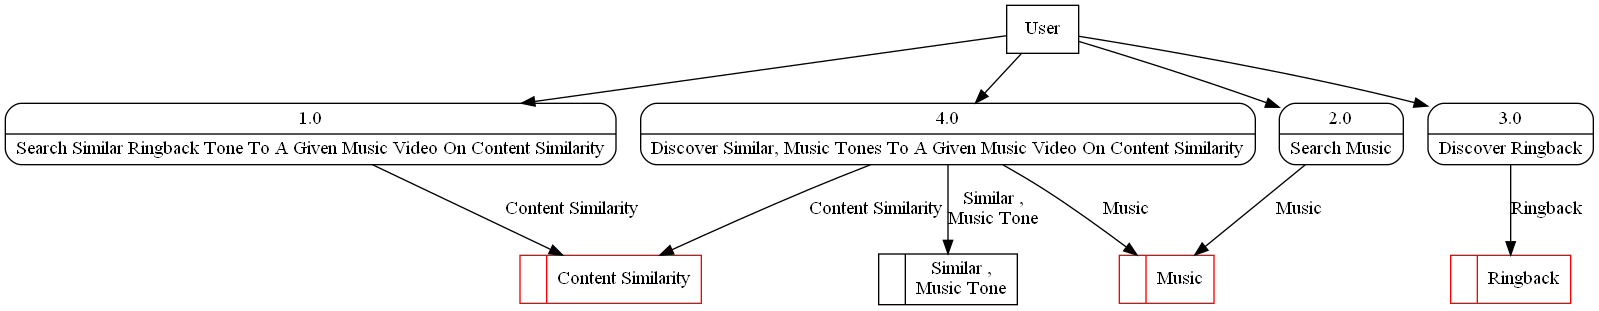 User
1.0
Search Similar Ringback Tone To A Given Music Video On Content Similarity
4.0
Discover Similar, Music Tones To A Given Music Video On Content Similarity
2.0
Search Music
3.0
Discover Ringback
Content Similarity
Content Similarity
Similar ,
Music Tone
Music
Music
Ringback
Content Similarity
Similar ,
Music Tone
Music
Ringback